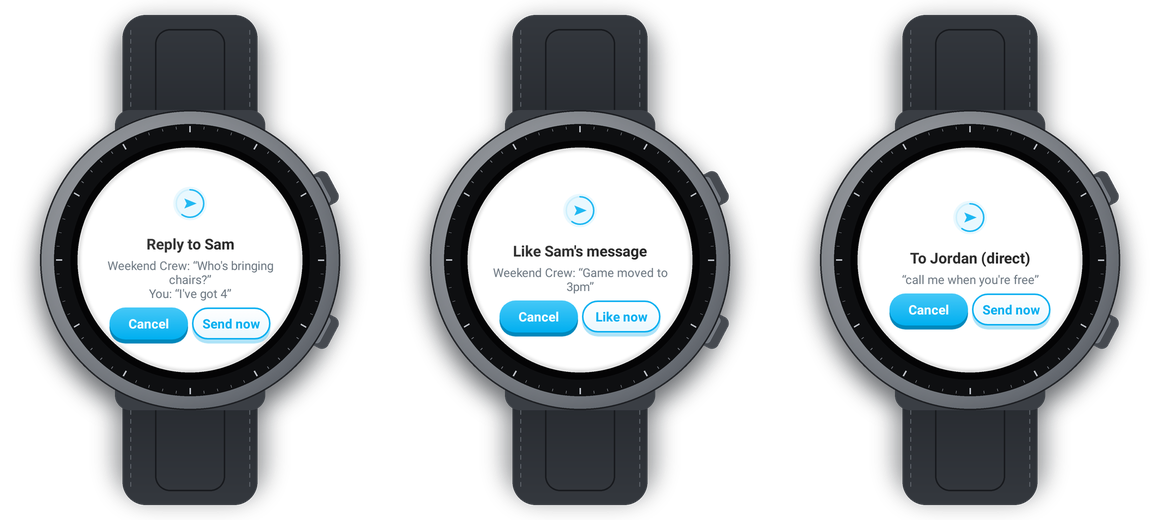 Reply to Sam
Weekend Crew: “Who's bringing
chairs?”
You: “I've got 4”
Cancel
Send now
Like Sam's message
Weekend Crew: “Game moved to
3pm”
Cancel
Like now
To Jordan (direct)
“call me when you're free”
Cancel
Send now